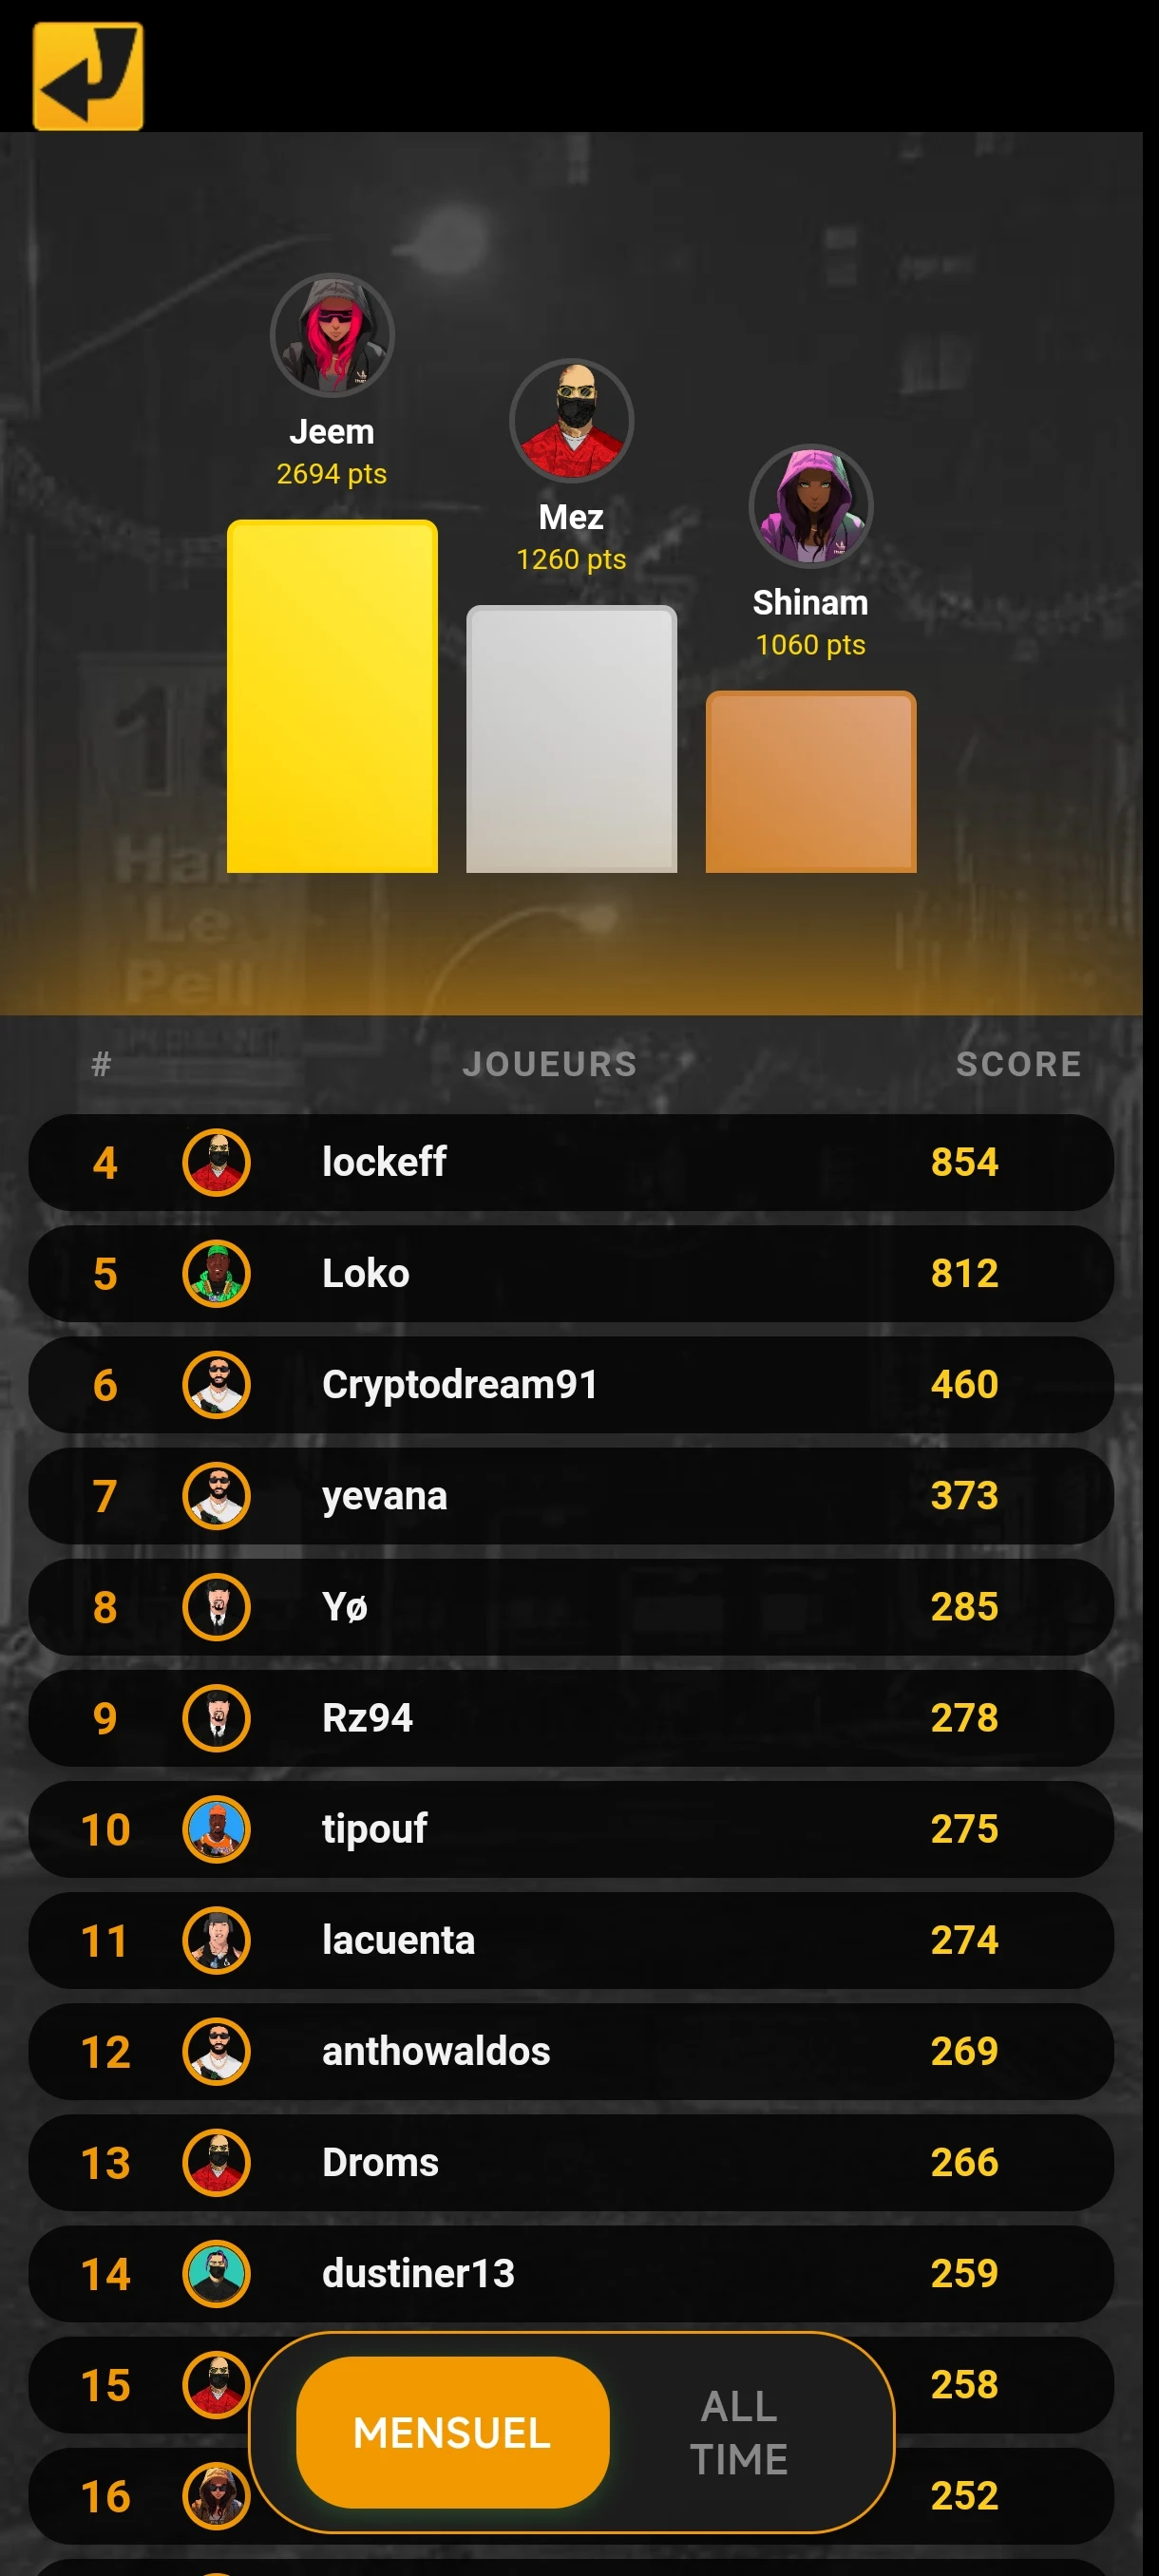 Jeem
2694 pts
Mez
1260 pts
Shinam
1060 pts
# JOUEURS SCORE
4 lockeff 854
5 Loko 812
6 Cryptodream91 460
7 yevana 373
8 Yø 285
9 Rz94 278
10 tipouf 275
11 lacuenta 274
12 anthowaldos 269
13 Droms 266
14 dustiner13 259
15 258
16 252
MENSUEL
ALL
TIME